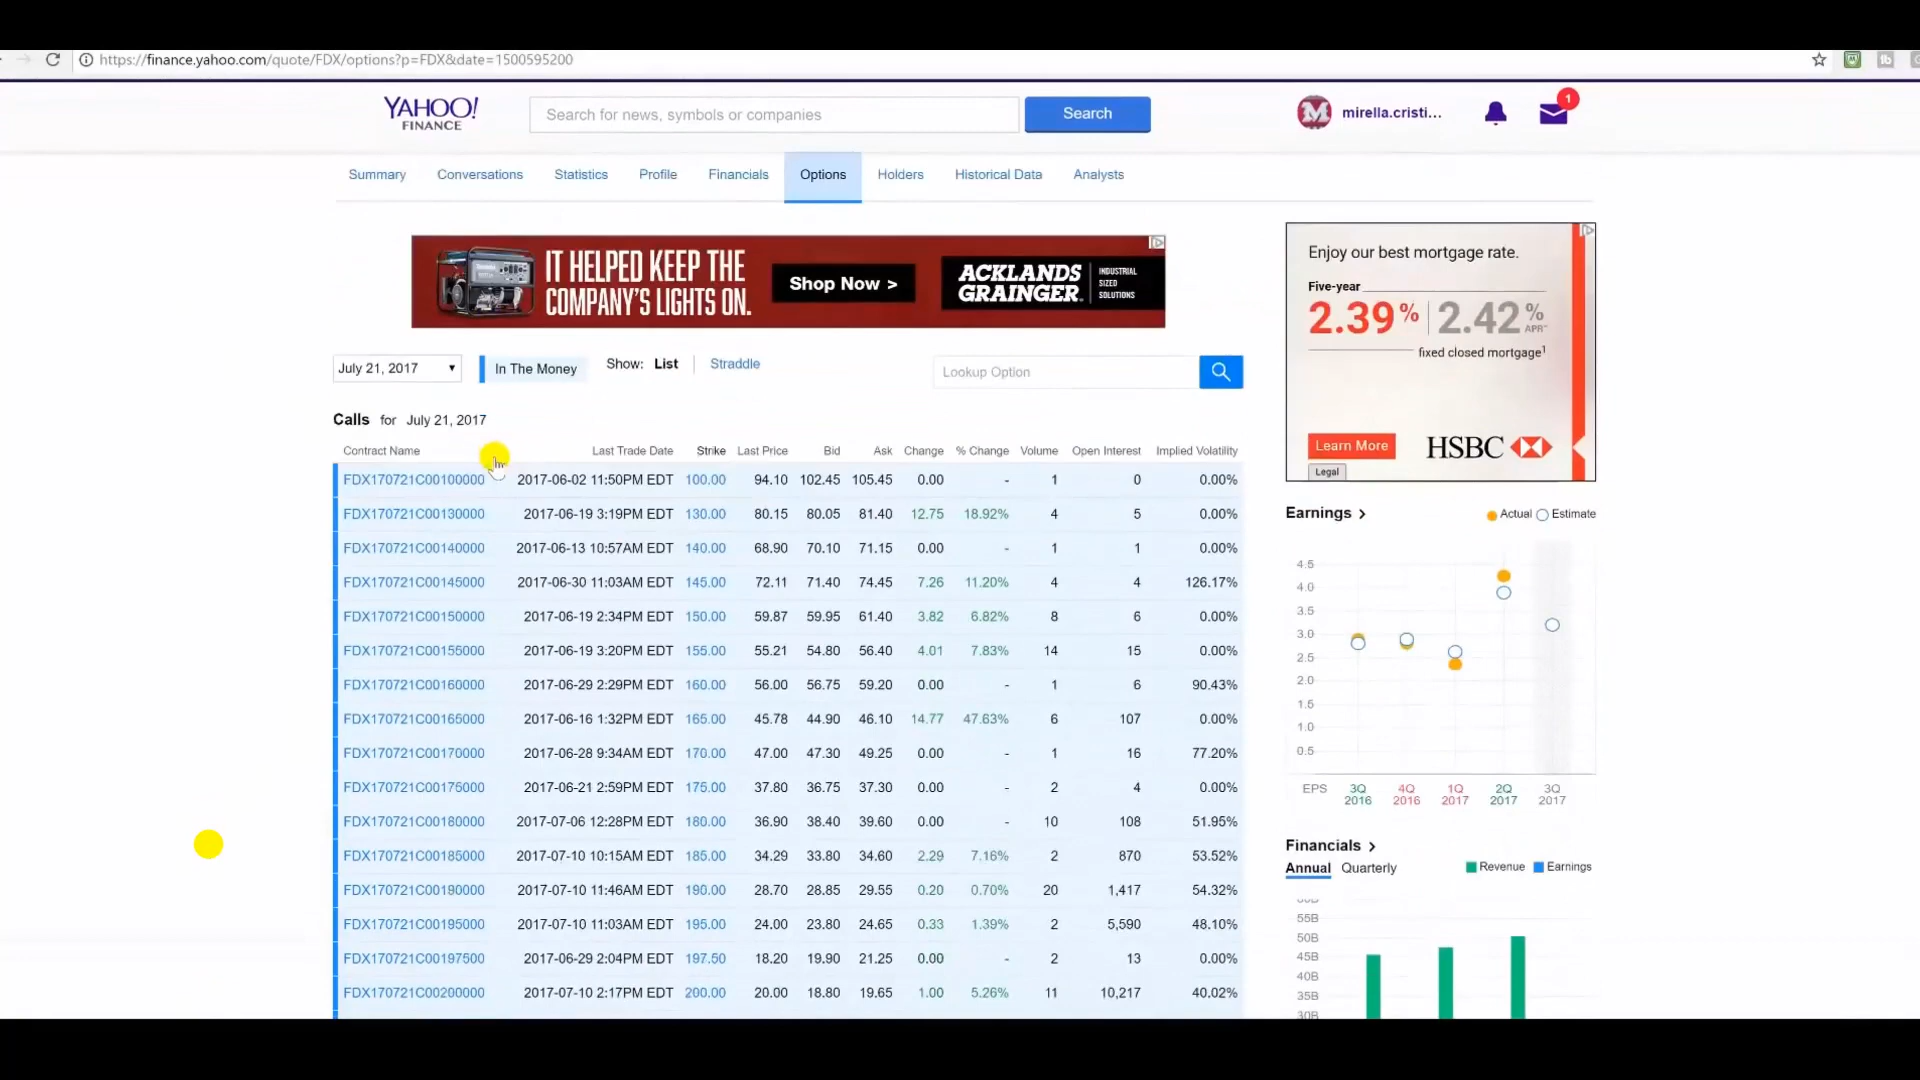 https://finance.yahoo.com/quote/FDX/options?p=FDX&date=1500595200
YAHOO!
FINANCE
Search for news, symbols or companies
Search
M
mirella.cristi...
1
Summary Conversations Statistics Profile Financials Options Holders Historical Data Analysts
IT HELPED KEEP THE
COMPANY'S LIGHTS ON.
Shop Now >
ACKLANDS
GRAINGER
INDUSTRIAL
SIZED
SOLUTIONS
July 21, 2017
In The Money
Show: List Straddle
Lookup Option
Calls for July 21, 2017
Contract Name Last Trade Date Strike Last Price Bid Ask Change % Change Volume Open Interest Implied Volatility
FDX170721C00100000 2017-06-02 11:50PM EDT 100.00 94.10 102.45 105.45 0.00 - 1 0 0.00%
FDX170721C00130000 2017-06-19 3:19PM EDT 130.00 80.15 80.05 81.40 12.75 18.92% 4 5 0.00%
FDX170721C00140000 2017-06-13 10:57AM EDT 140.00 68.90 70.10 71.15 0.00 - 1 1 0.00%
FDX170721C00145000 2017-06-30 11:03AM EDT 145.00 72.11 71.40 74.45 7.26 11.20% 4 4 126.17%
FDX170721C00150000 2017-06-19 2:34PM EDT 150.00 59.87 59.95 61.40 3.82 6.82% 8 6 0.00%
FDX170721C00155000 2017-06-19 3:20PM EDT 155.00 55.21 54.80 56.40 4.01 7.83% 14 15 0.00%
FDX170721C00160000 2017-06-29 2:29PM EDT 160.00 56.00 56.75 59.20 0.00 - 1 6 90.43%
FDX170721C00165000 2017-06-16 1:32PM EDT 165.00 45.78 44.90 46.10 14.77 47.63% 6 107 0.00%
FDX170721C00170000 2017-06-28 9:34AM EDT 170.00 47.00 47.30 49.25 0.00 - 1 16 77.20%
FDX170721C00175000 2017-06-21 2:59PM EDT 175.00 37.80 36.75 37.30 0.00 - 2 4 0.00%
FDX170721C00180000 2017-07-06 12:28PM EDT 180.00 36.90 38.40 39.60 0.00 - 10 108 51.95%
FDX170721C00185000 2017-07-10 10:15AM EDT 185.00 34.29 33.80 34.60 2.29 7.16% 2 870 53.52%
FDX170721C00190000 2017-07-10 11:46AM EDT 190.00 28.70 28.85 29.55 0.20 0.70% 20 1,417 54.32%
FDX170721C00195000 2017-07-10 11:03AM EDT 195.00 24.00 23.80 24.65 0.33 1.39% 2 5,590 48.10%
FDX170721C00197500 2017-06-29 2:04PM EDT 197.50 18.20 19.90 21.25 0.00 - 2 13 0.00%
FDX170721C00200000 2017-07-10 2:17PM EDT 200.00 20.00 18.80 19.65 1.00 5.26% 11 10,217 40.02%
Enjoy our best mortgage rate.
Five-year
2.39% 2.42% APR
fixed closed mortgage1
Learn More
HSBC
Legal
Earnings >
Actual Estimate
4.5
4.0
3.5
3.0
2.5
2.0
1.5
1.0
0.5
EPS 3Q 4Q 1Q 2Q 3Q
2016 2016 2017 2017 2017
Financials >
Annual Quarterly
Revenue Earnings
55B
50B
45B
40B
35B
30B